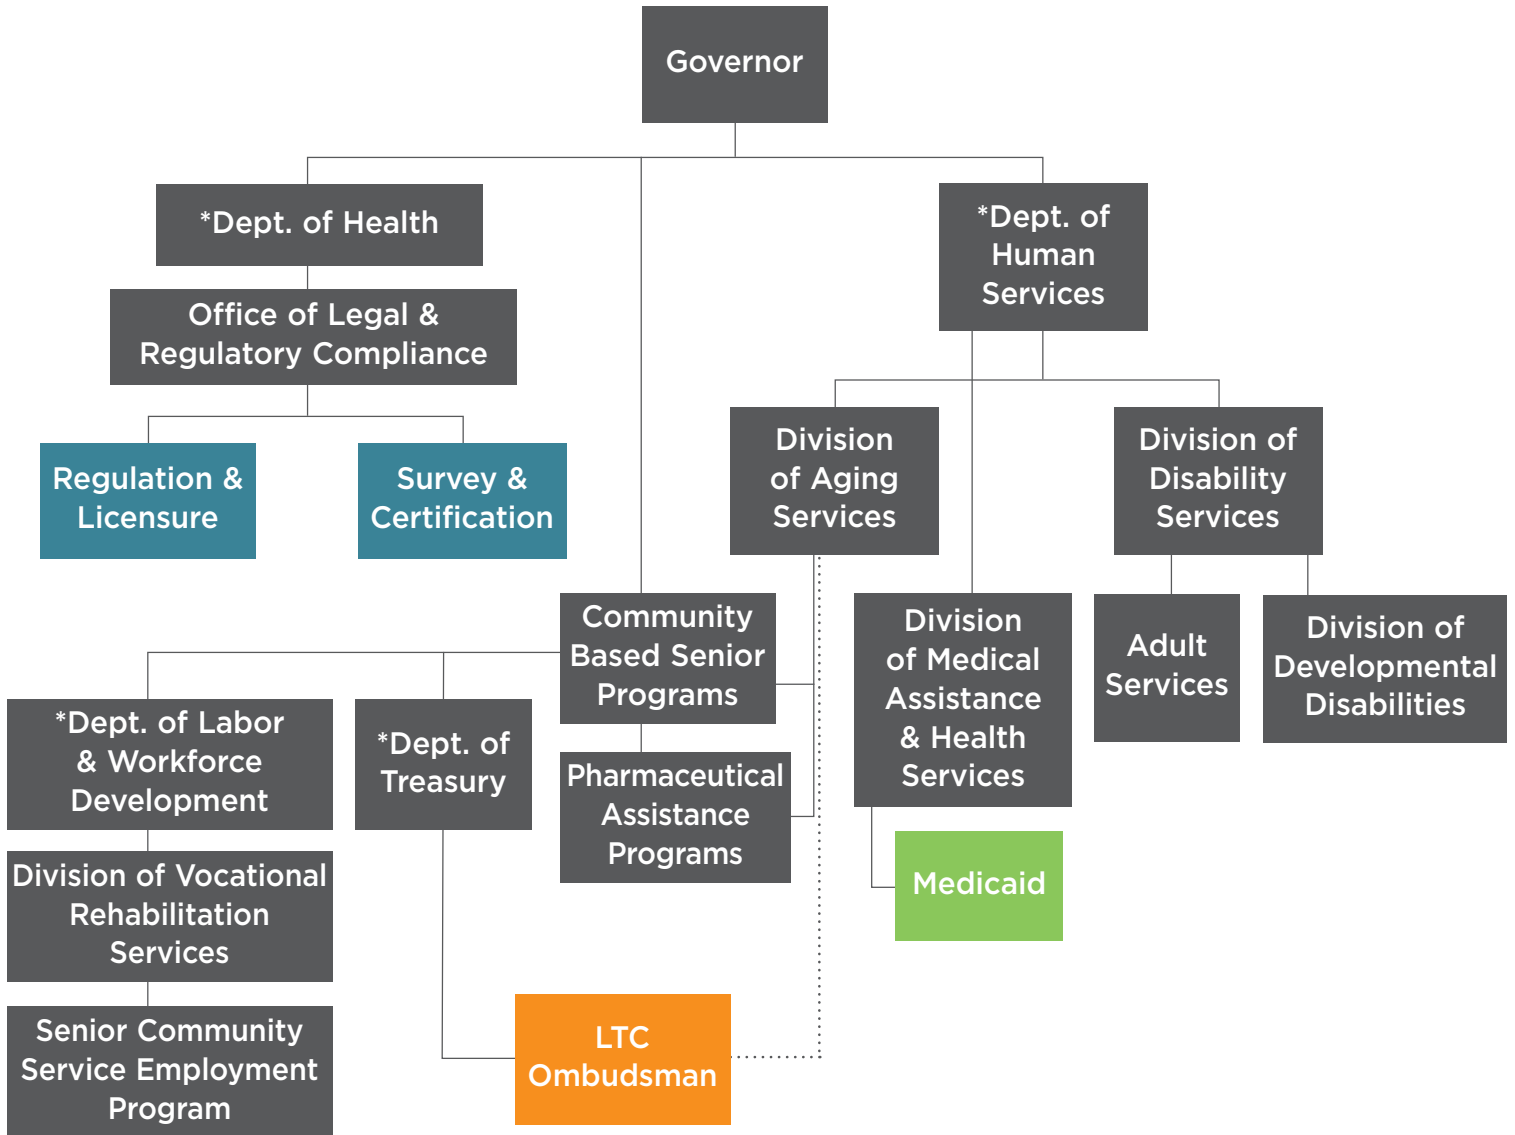 Governor
*Dept. of Health
*Dept. of
Human
Services
Office of Legal &
Regulatory Compliance
Regulation &
Licensure
Survey &
Certification
Division
of Aging
Services
Division of
Disability
Services
Community
Based Senior
Programs
Division
of Medical
Assistance
& Health
Services
Adult
Services
Division of
Developmental
Disabilities
*Dept. of Labor
& Workforce
Development
*Dept. of
Treasury
Pharmaceutical
Assistance
Programs
Medicaid
Division of Vocational
Rehabilitation
Services
LTC
Ombudsman
Senior Community
Service Employment
Program